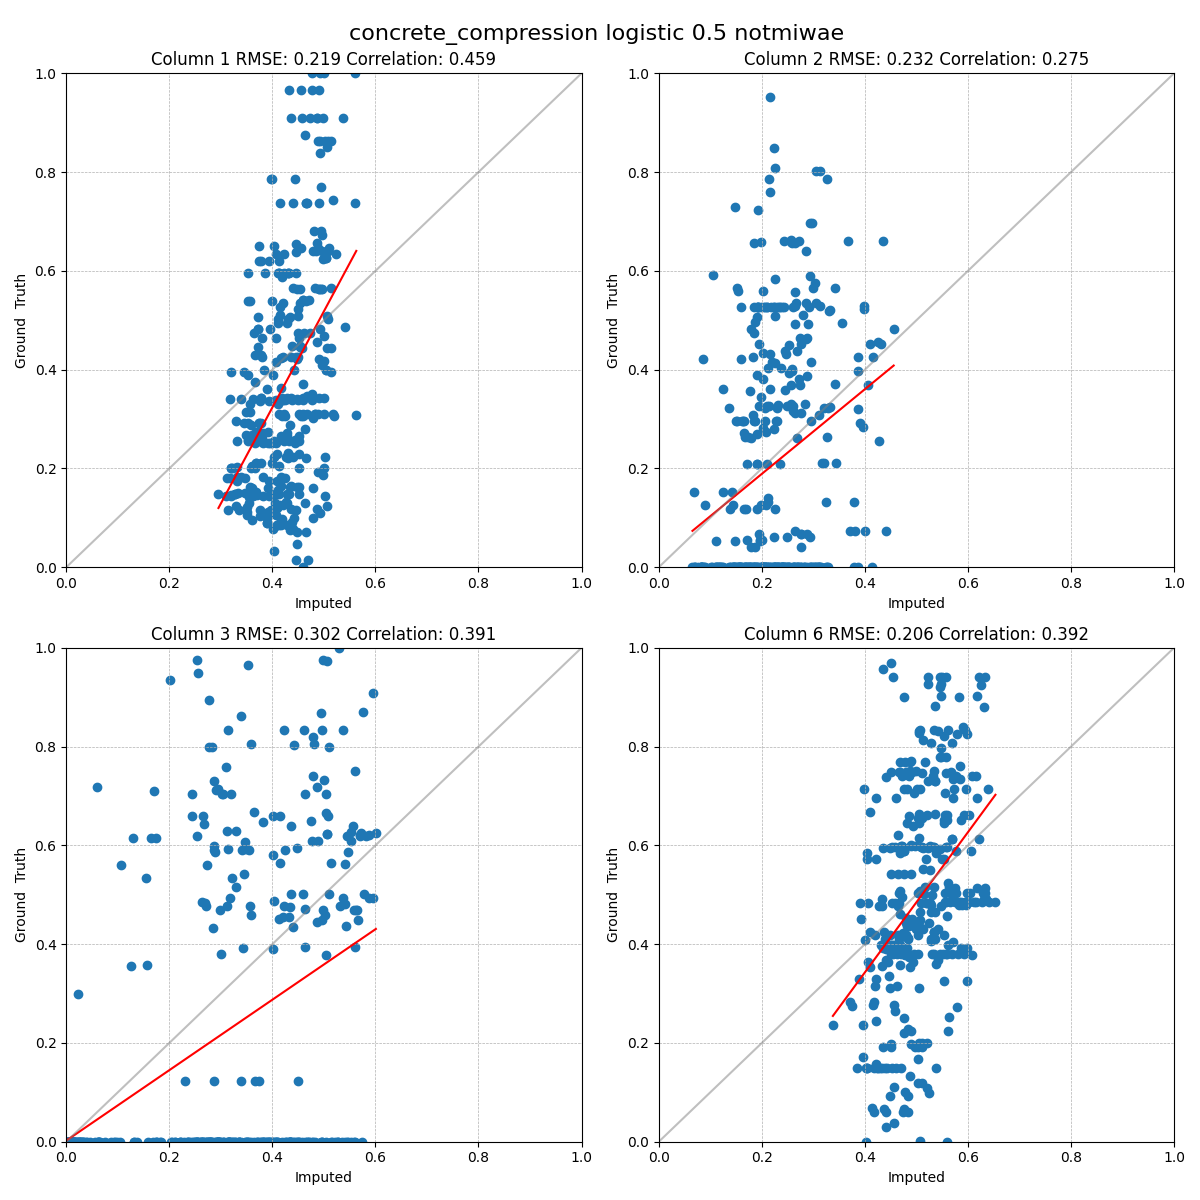 concrete_compression logistic 0.5 notmiwae
Column 1 RMSE: 0.219 Correlation: 0.459
Column 2 RMSE: 0.232 Correlation: 0.275
1.0
0.8
0.6
0.4
0.2
0.0
Ground Truth
0.0 0.2 0.4 0.6 0.8 1.0
Imputed
1.0
0.8
0.6
0.4
0.2
0.0
Ground Truth
0.0 0.2 0.4 0.6 0.8 1.0
Imputed
Column 3 RMSE: 0.302 Correlation: 0.391
Column 6 RMSE: 0.206 Correlation: 0.392
1.0
0.8
0.6
0.4
0.2
0.0
Ground Truth
0.0 0.2 0.4 0.6 0.8 1.0
Imputed
1.0
0.8
0.6
0.4
0.2
0.0
Ground Truth
0.0 0.2 0.4 0.6 0.8 1.0
Imputed